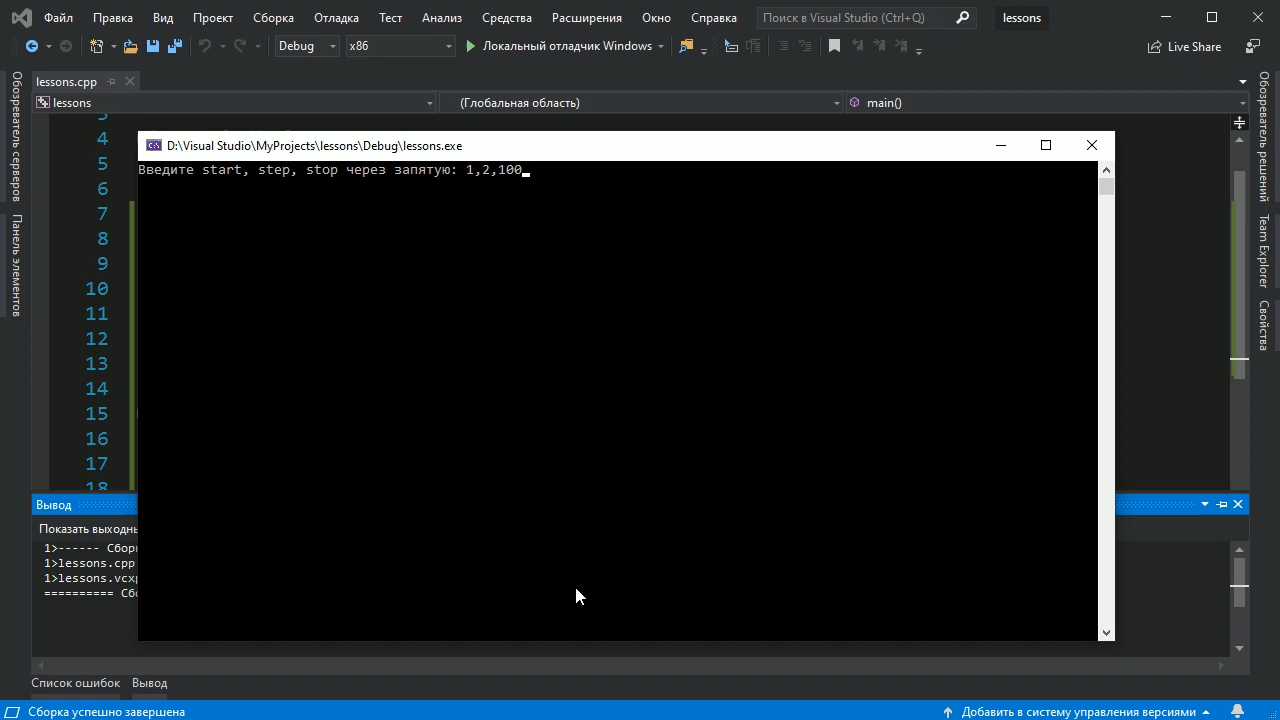 Файл Правка Вид Проект Сборка Отладка Тест Анализ Средства Расширения Окно Справка Поиск в Visual Studio (Ctrl+Q) lessons
Debug x86 Локальный отладчик Windows Live Share
Обозреватель серверов
Панель элементов
lessons.cpp
lessons (Глобальная область) main()
4
5
6
7
8
9
10
11
12
13
14
15
16
17
18
D:\Visual Studio\MyProjects\lessons\Debug\lessons.exe
Введите start, step, stop через запятую: 1,2,100
Вывод
Показать выходны
1>------ Сборк
1>lessons.cpp
1>lessons.vcxp
========== Сбо
Список ошибок Вывод
Сборка успешно завершена Добавить в систему управления версиями
Обозреватель решений
Team Explorer
Свойства